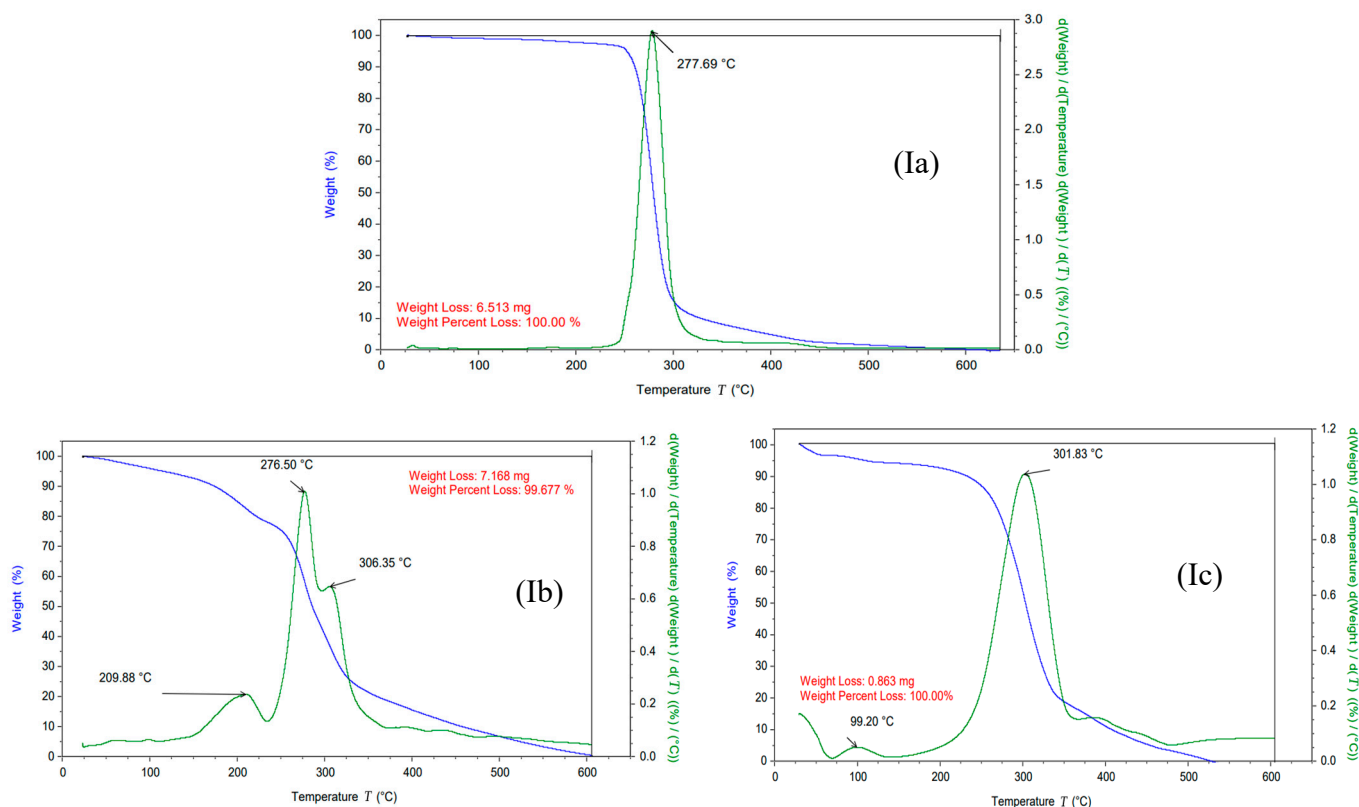 3.0
100
90
80
70
60
50
40
30
20
10
0
2.5
2.0
1.5
1.0
0.5
0.0
277.69 °C
(Ia)
Weight (%)
d(Weight) / d(Temperature) d(Weight ) / d( T ) ((%) / (°C))
Weight Loss: 6.513 mg
Weight Percent Loss: 100.00 %
0 100 200 300 400 500 600
Temperature T (°C)
1.2
100
90
80
70
60
50
40
30
20
10
0
1.0
0.8
0.6
0.4
0.2
0.0
276.50 °C
Weight Loss: 7.168 mg
Weight Percent Loss: 99.677 %
306.35 °C
(Ib)
209.88 °C
Weight (%)
d(Weight) / d(Temperature) d(Weight ) / d( T ) ((%) / (°C))
0 100 200 300 400 500 600
Temperature T (°C)
1.2
100
90
80
70
60
50
40
30
20
10
0
1.0
0.8
0.6
0.4
0.2
0.0
301.83 °C
(Ic)
Weight Loss: 0.863 mg
Weight Percent Loss: 100.00%
99.20 °C
Weight (%)
d(Weight) / d(Temperature) d(Weight ) / d( T ) ((%) / (°C))
0 100 200 300 400 500 600
Temperature T (°C)